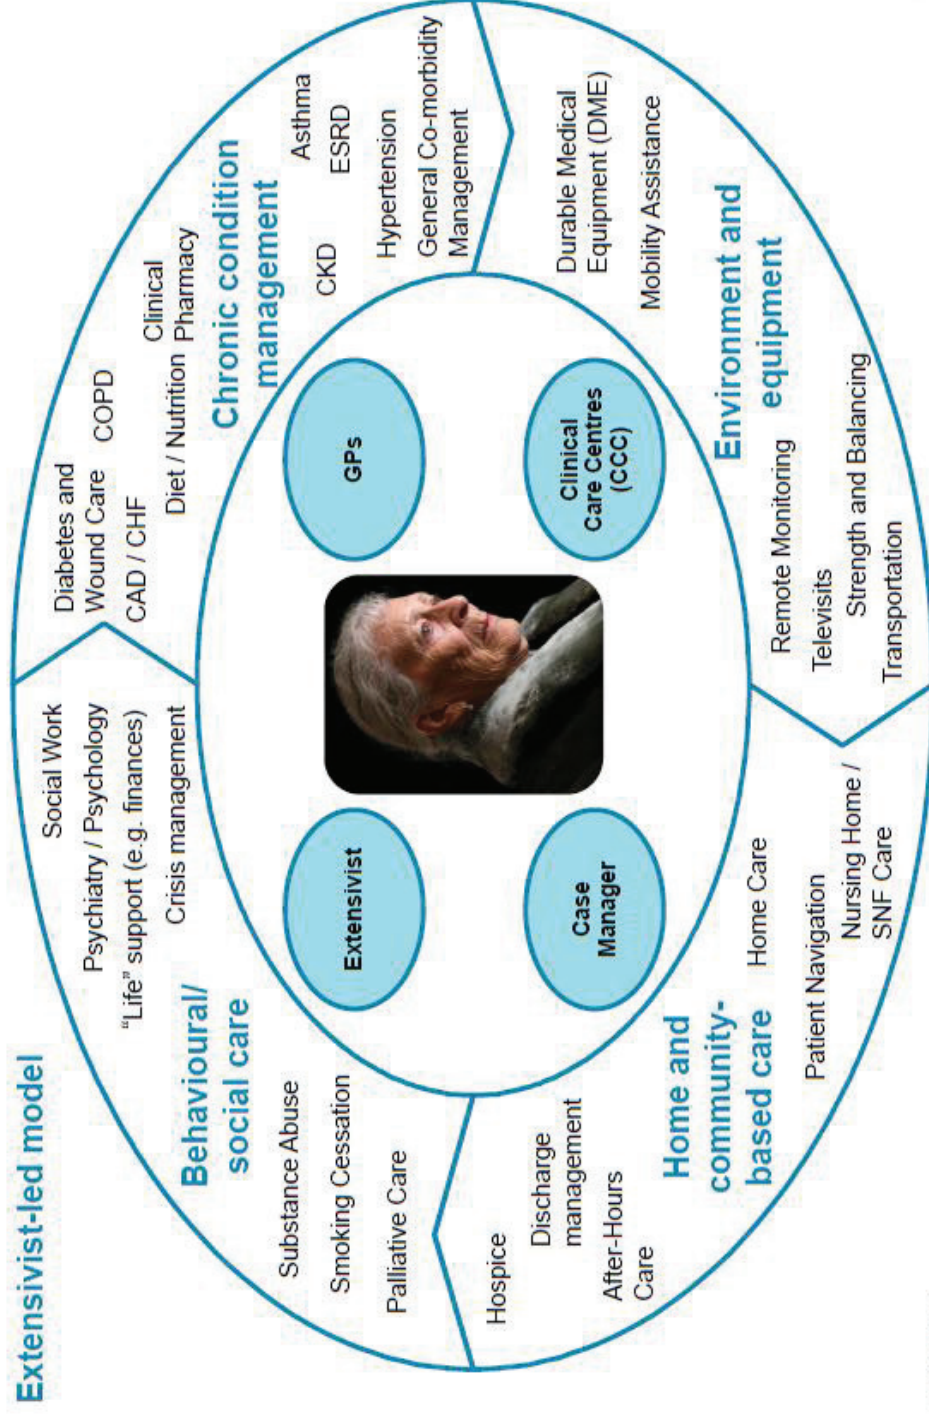 Extensivist-led model
Behavioural/
social care
Social Work
Psychiatry / Psychology
“Life” support (e.g. finances)
Crisis management
Substance Abuse
Smoking Cessation
Palliative Care
Chronic condition
management
Diabetes and
Wound Care
COPD
CAD / CHF
Diet / Nutrition
Clinical
Pharmacy
CKD
Asthma
ESRD
Hypertension
General Co-morbidity
Management
Extensivist
GPs
Case
Manager
Clinical
Care Centres
(CCC)
Home and
community-
based care
Hospice
Discharge
management
After-Hours
Care
Home Care
Patient Navigation
Nursing Home /
SNF Care
Environment and
equipment
Durable Medical
Equipment (DME)
Mobility Assistance
Remote Monitoring
Televisits
Strength and Balancing
Transportation